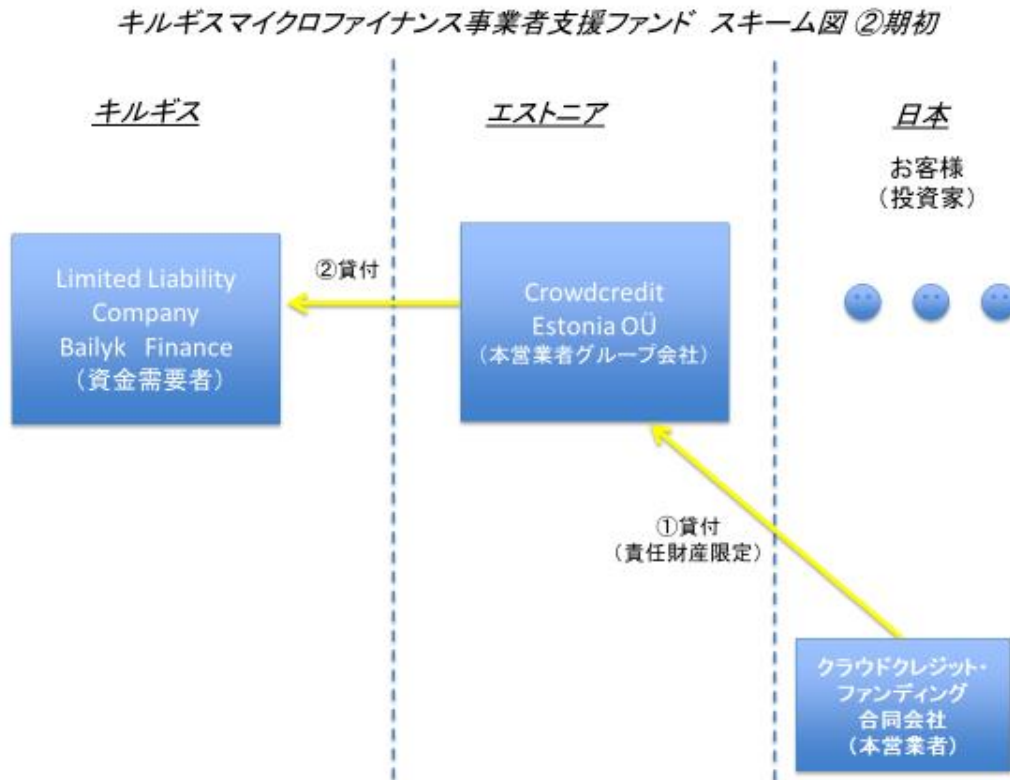 キルギスマイクロファイナンス事業者支援ファンド スキーム図 ②期初
キルギス
エストニア
日本
お客様
（投資家）
Limited Liability
Company
Bailyk Finance
（資金需要者）
②貸付
Crowdcredit
Estonia OÜ
（本営業者グループ会社）
①貸付
（責任財産限定）
クラウドクレジット・
ファンディング
合同会社
（本営業者）